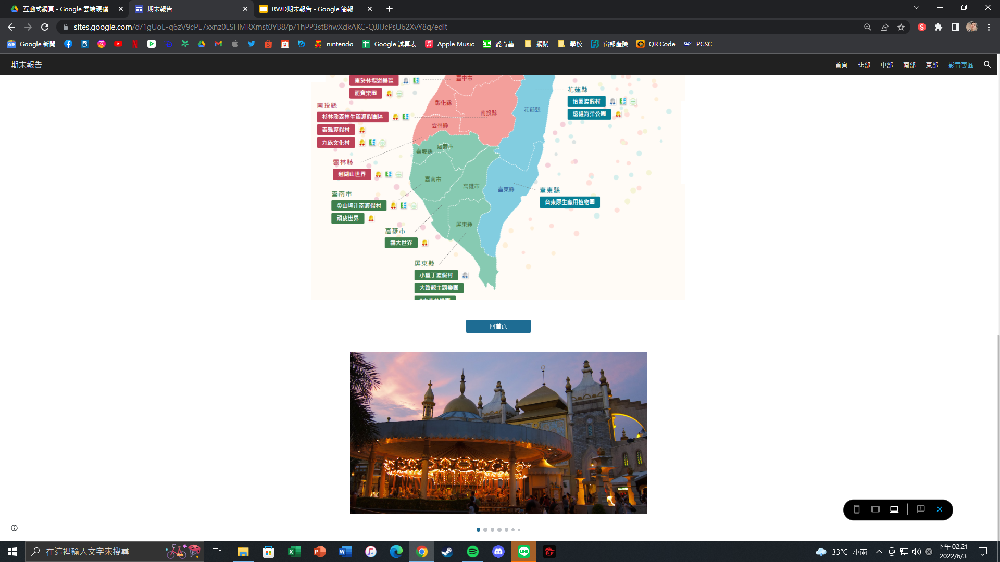 互動式網頁 - Google 雲端硬碟
期末報告
RWD期末報告 - Google 簡報
sites.google.com/d/1gUoE-q6zV9cPE7xxnz0LSHMRXmst0YB8/p/1hPP3st8hwXdkAKC-QJJIJcPsU62XvY8q/edit
Google 新聞
nintendo
Google 試算表
Apple Music
愛奇藝
網購
學校
富邦產險
QR Code
PCSC
期末報告
首頁 北部 中部 南部 東部 影音專區
東勢林場遊樂區
麗寶樂園
南投縣
杉林溪森林生態渡假園區
泰雅渡假村
九族文化村
雲林縣
劍湖山世界
臺南市
尖山埤江南渡假村
頑皮世界
高雄市
義大世界
屏東縣
小墾丁渡假村
大路觀主題樂園
臺中市
彰化縣
南投縣
雲林縣
嘉義市
嘉義縣
臺南市
高雄市
屏東縣
花蓮縣
臺東縣
花蓮縣
怡園渡假村
遠雄海洋公園
臺東縣
台東原生應用植物園
回首頁
在這裡輸入文字來搜尋
33°C 小雨
下午 02:21
2022/6/3